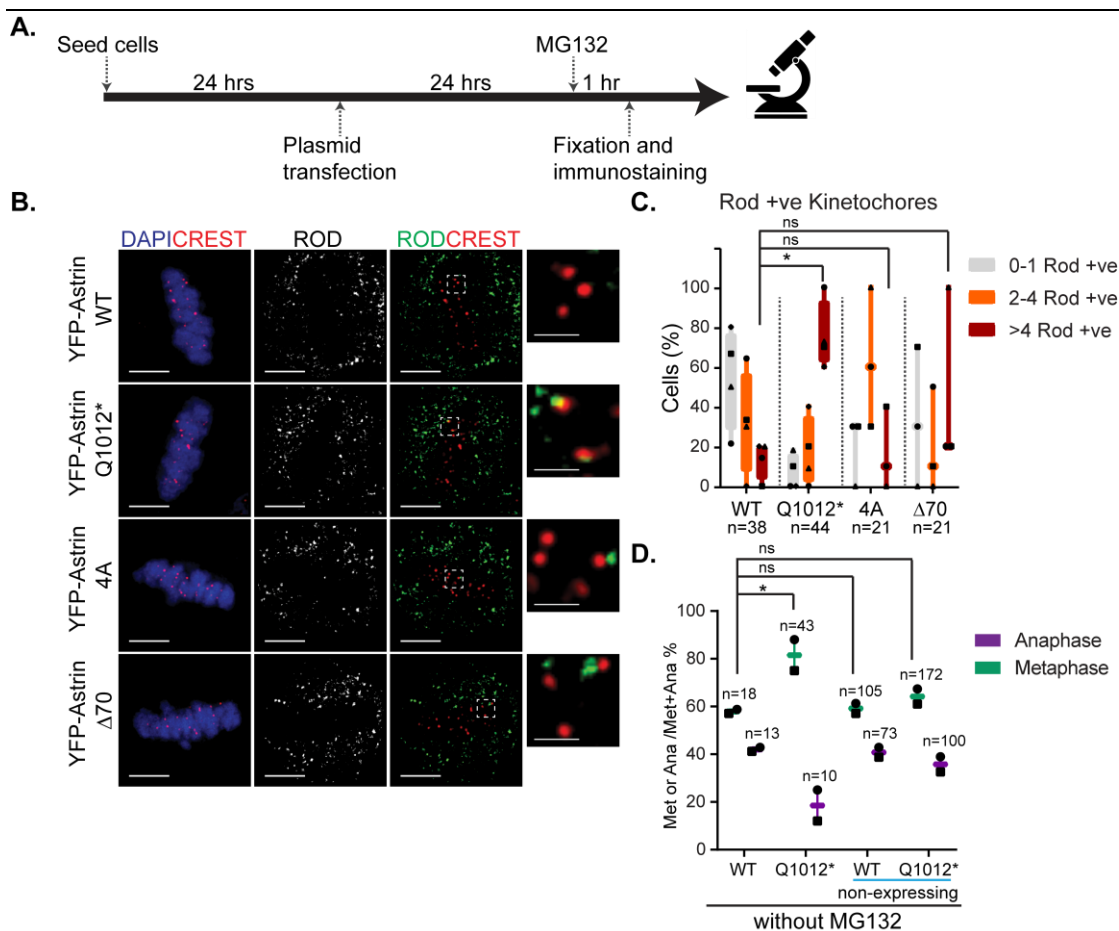 A.
Seed cells
MG132
24 hrs
24 hrs
1 hr
Plasmid
transfection
Fixation and
immunostaining
B.
DAPICREST
ROD
RODCREST
YFP-Astrin
WT
YFP-Astrin
Q1012*
YFP-Astrin
4A
YFP-Astrin
Δ70
C.
Rod +ve Kinetochores
ns
ns
*
100
80
60
40
20
0
Cells (%)
0-1 Rod +ve
2-4 Rod +ve
>4 Rod +ve
WT
Q1012*
4A
Δ70
n=38
n=44
n=21
n=21
D.
ns
ns
*
100
80
60
40
20
0
Met or Ana /Met+Ana %
n=18
n=13
n=43
n=10
n=105
n=73
n=172
n=100
Anaphase
Metaphase
WT
Q1012*
WT
Q1012*
non-expressing
without MG132